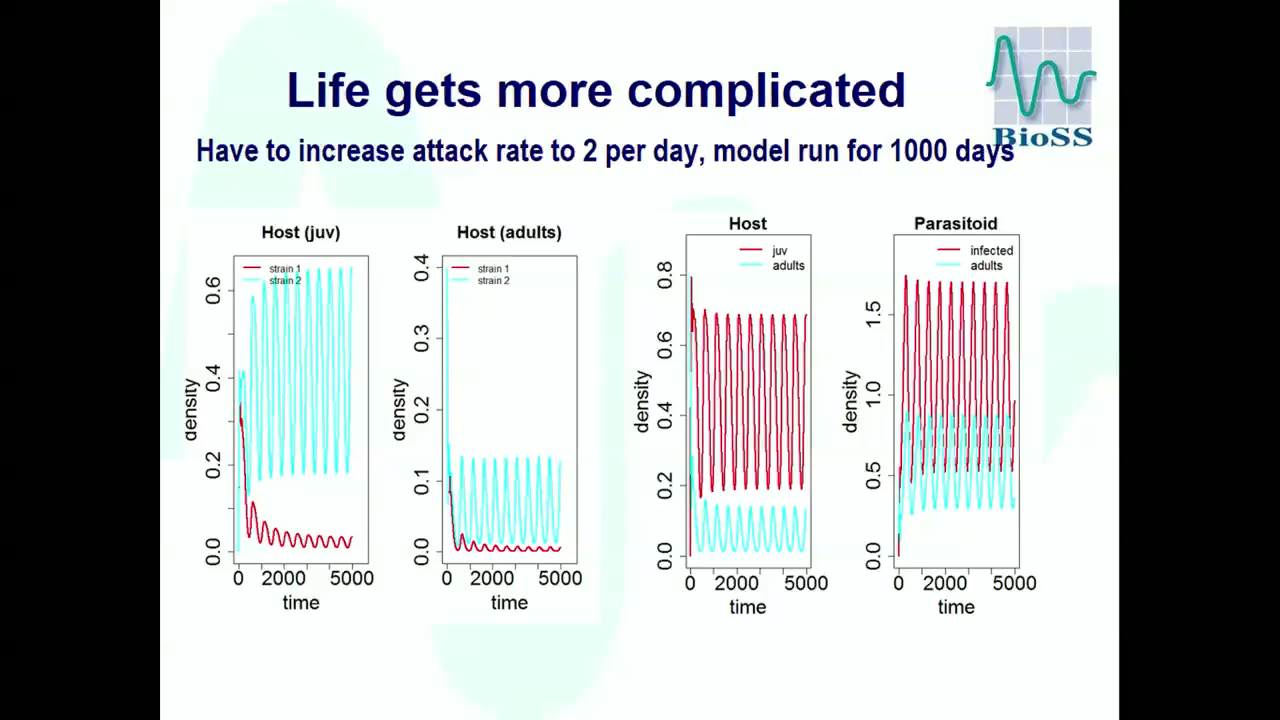 Life gets more complicated
BioSS
Have to increase attack rate to 2 per day, model run for 1000 days
Host (juv)
strain 1
strain 2
density
0.0
0.2
0.4
0.6
0 2000 5000
time
Host (adults)
strain 1
strain 2
density
0.0
0.1
0.2
0.3
0.4
0 2000 5000
time
Host
juv
adults
density
0.0
0.2
0.4
0.6
0.8
0 2000 5000
time
Parasitoid
infected
adults
density
0.0
0.5
1.0
1.5
0 2000 5000
time